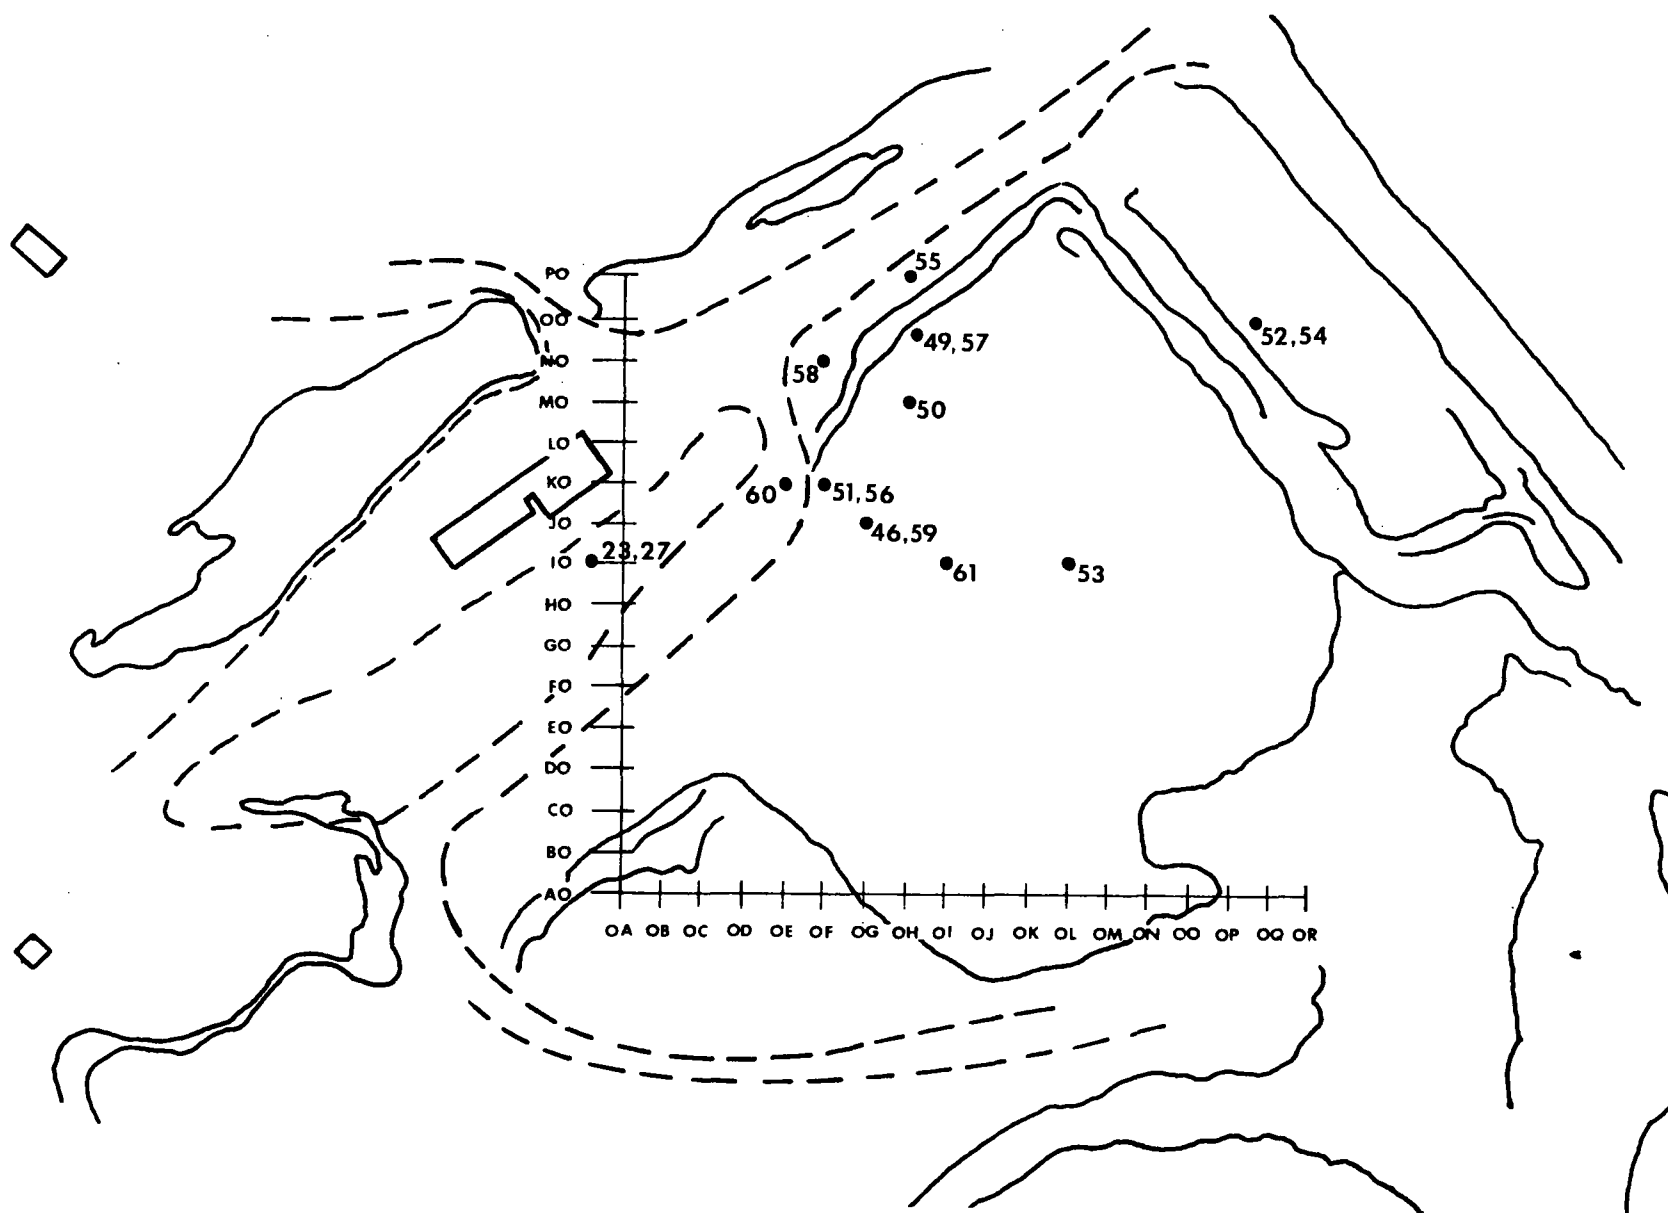 55
PO
OO
52,54
49,57
NO
58
MO
50
LO
KO
60
51,56
JO
46,59
23,27
IO
61
53
HO
GO
FO
EO
DO
CO
BO
AO
OA OB OC OD OE OF OG OH OI OJ OK OL OM ON OO OP OQ OR